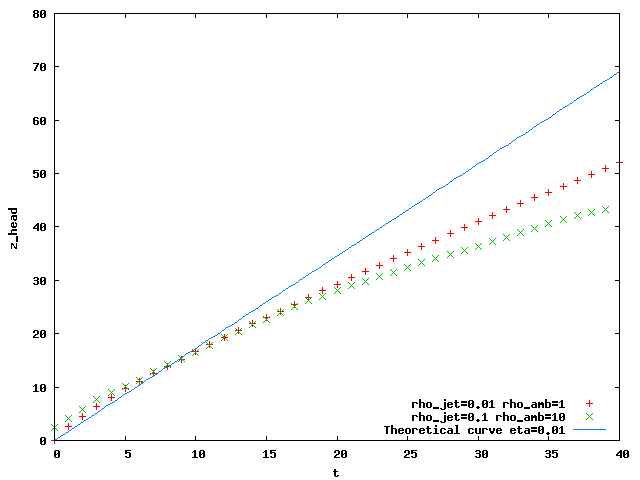 80
70
60
50
40
30
20
10
0
z_head
rho_jet=0.01 rho_amb=1
rho_jet=0.1 rho_amb=10
Theoretical curve eta=0.01
0 5 10 15 20 25 30 35 40
t